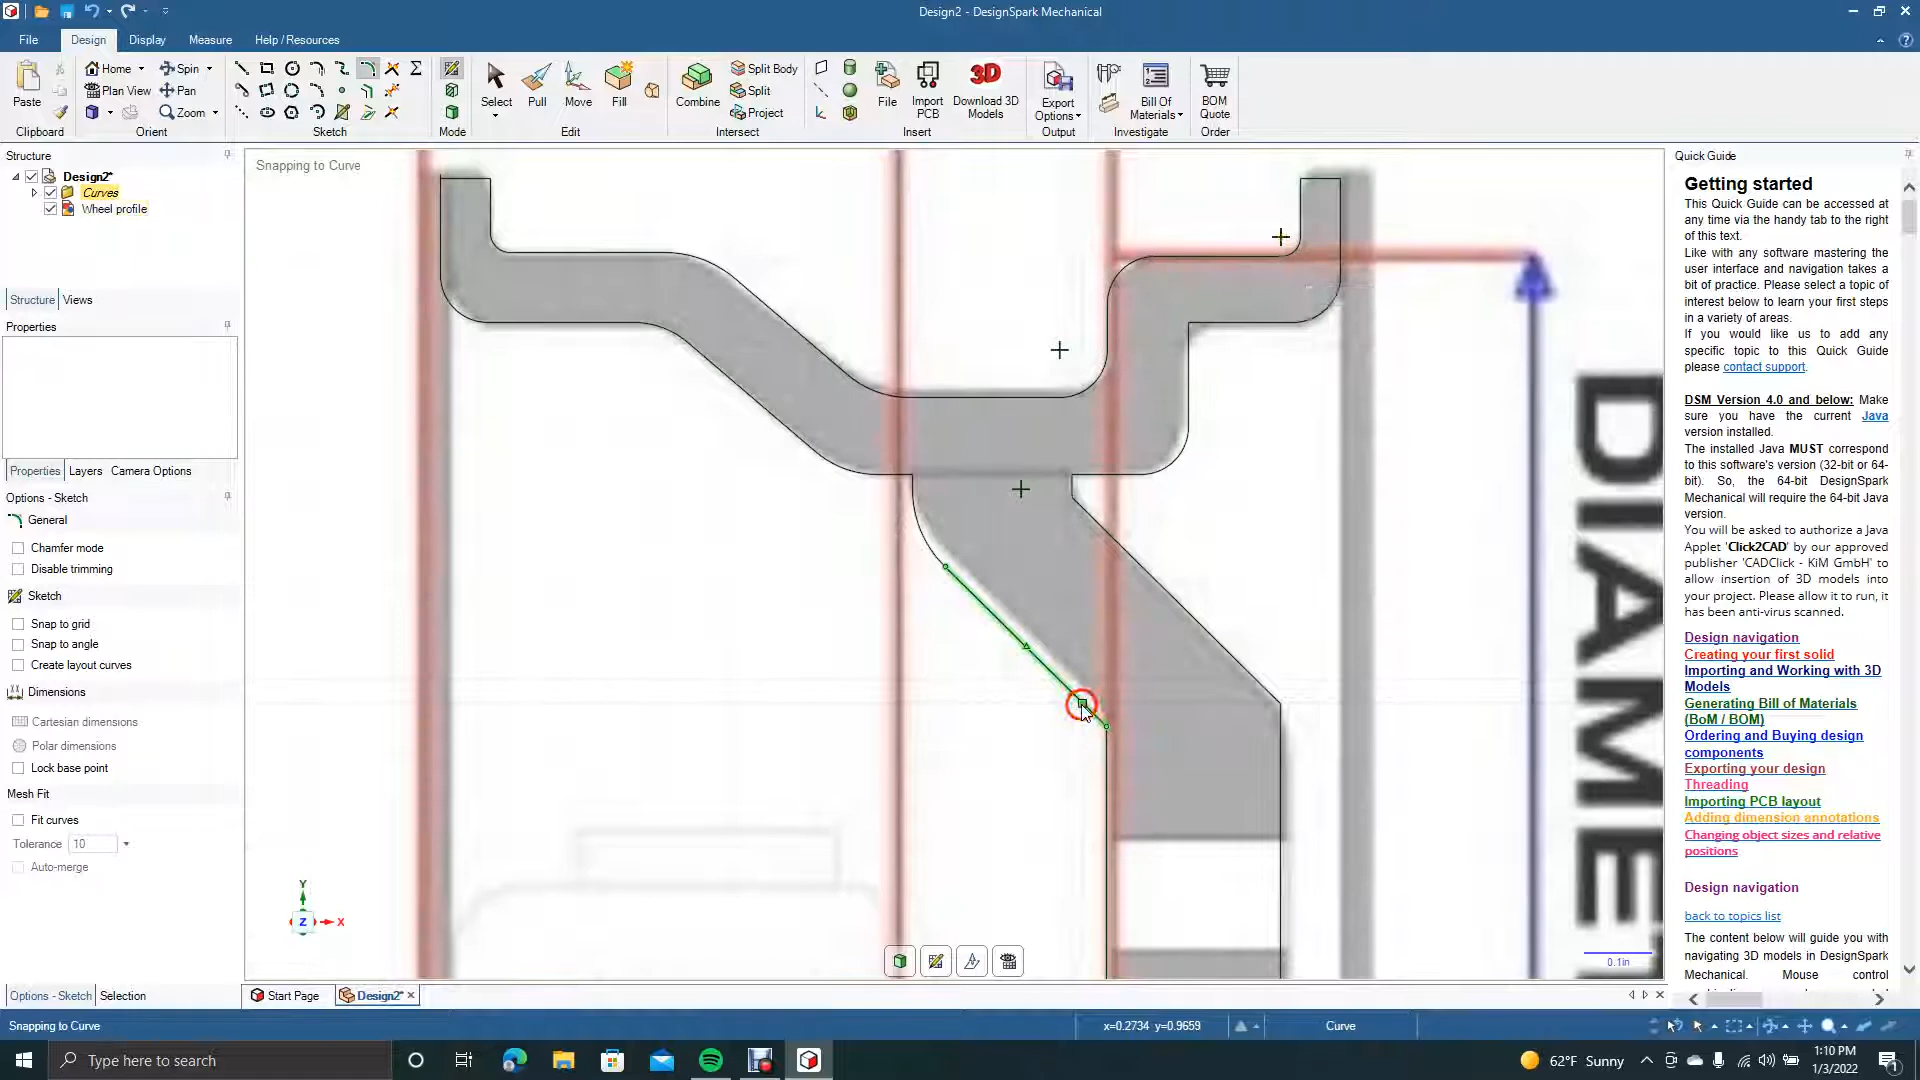 Design2 - DesignSpark Mechanical
File Design Display Measure Help / Resources
Home Spin
Plan View Pan
Zoom
Paste
Select Pull Move Fill
Combine
Split Body
Split
Project
File Import PCB Download 3D Models
Export Options
Bill Of Materials
BOM Quote
Clipboard Orient Sketch Mode Edit Intersect Insert Output Investigate Order
Structure
Design2*
Curves
Wheel profile
Structure Views
Properties
Properties Layers Camera Options
Options - Sketch
General
Chamfer mode
Disable trimming
Sketch
Snap to grid
Snap to angle
Create layout curves
Dimensions
Cartesian dimensions
Polar dimensions
Lock base point
Mesh Fit
Fit curves
Tolerance 10
Auto-merge
Options - Sketch Selection
Snapping to Curve
DIAME
Y
Z X
0.1in
Start Page Design2*
Quick Guide
Getting started
This Quick Guide can be accessed at
any time via the handy tab to the right
of this text.
Like with any software mastering the
user interface and navigation takes a
bit of practice. Please select a topic of
interest below to learn your first steps
in a variety of areas.
If you would like us to add any
specific topic to this Quick Guide
please contact support.
DSM Version 4.0 and below: Make
sure you have the current Java
version installed.
The installed Java MUST correspond
to this software's version (32-bit or 64-
bit). So, the 64-bit DesignSpark
Mechanical will require the 64-bit Java
version.
You will be asked to authorize a Java
Applet 'Click2CAD' by our approved
publisher 'CADClick - KiM GmbH' to
allow insertion of 3D models into
your project. Please allow it to run, it
has been anti-virus scanned.
Design navigation
Creating your first solid
Importing and Working with 3D
Models
Generating Bill of Materials
(BoM / BOM)
Ordering and Buying design
components
Exporting your design
Threading
Importing PCB layout
Adding dimension annotations
Changing object sizes and relative
positions
Design navigation
back to topics list
The content below will guide you with
navigating 3D models in DesignSpark
Mechanical. Mouse control
Snapping to Curve
x=0.2734 y=0.9659
Curve
Type here to search
62°F Sunny
1:10 PM
1/3/2022